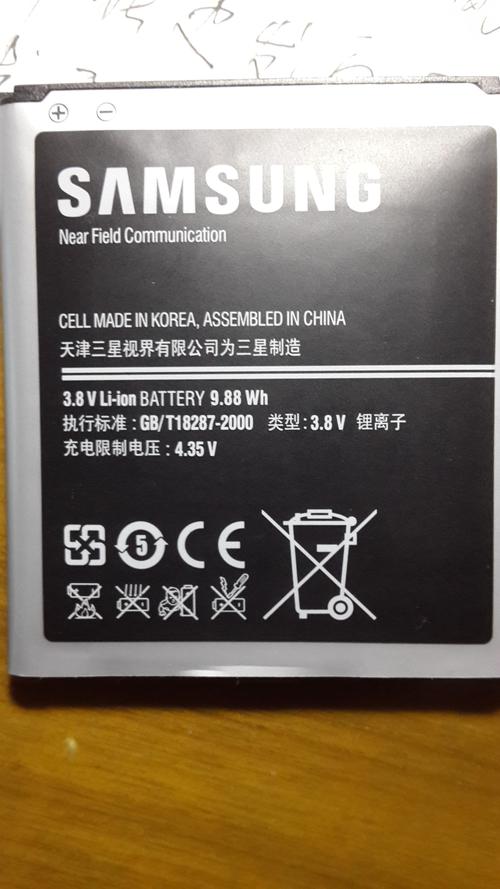 + −
SAMSUNG
Near Field Communication
CELL MADE IN KOREA, ASSEMBLED IN CHINA
天津三星视界有限公司为三星制造
3.8 V Li-ion BATTERY 9.88 Wh
执行标准 : GB/T18287-2000 类型 : 3.8 V 锂离子
充电限制电压 : 4.35 V
5 CE